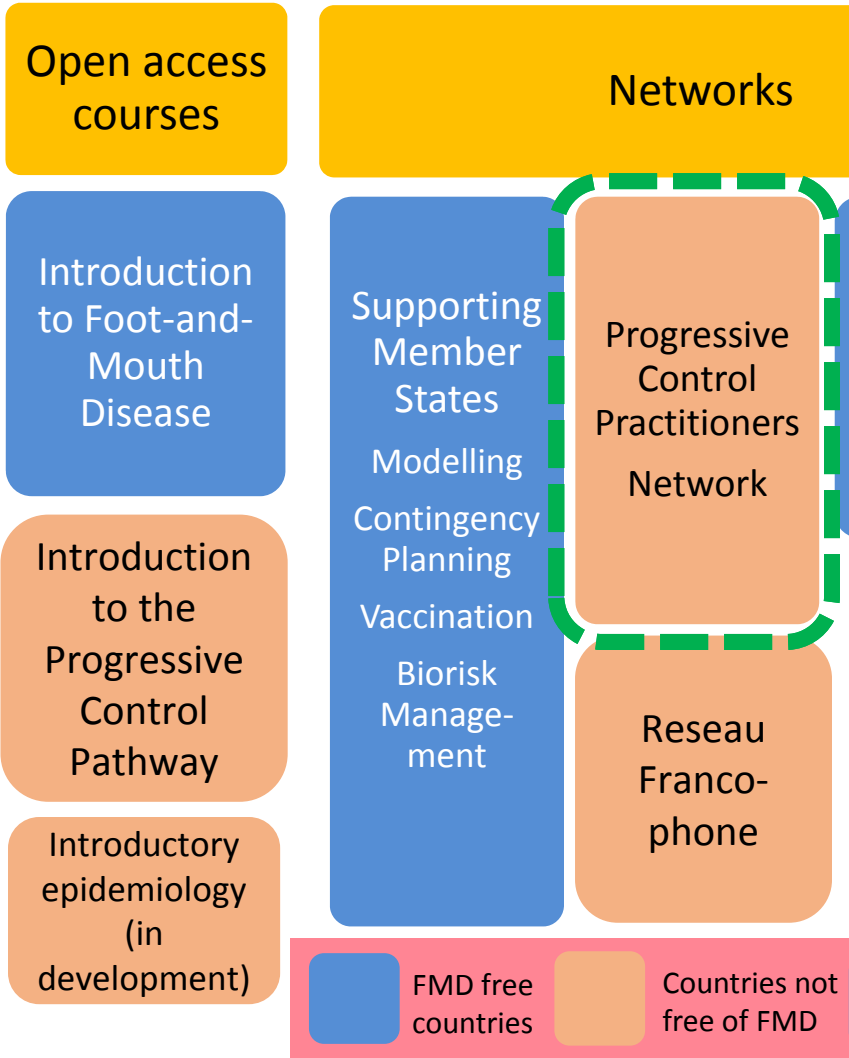 Open access
courses
Networks
Introduction
to Foot-and-
Mouth
Disease
Introduction
to the
Progressive
Control
Pathway
Introductory
epidemiology
(in
development)
Supporting
Member
States
Modelling
Contingency
Planning
Vaccination
Biorisk
Manage-
ment
Progressive
Control
Practitioners
Network
Reseau
Franco-
phone
FMD free
countries
Countries not
free of FMD